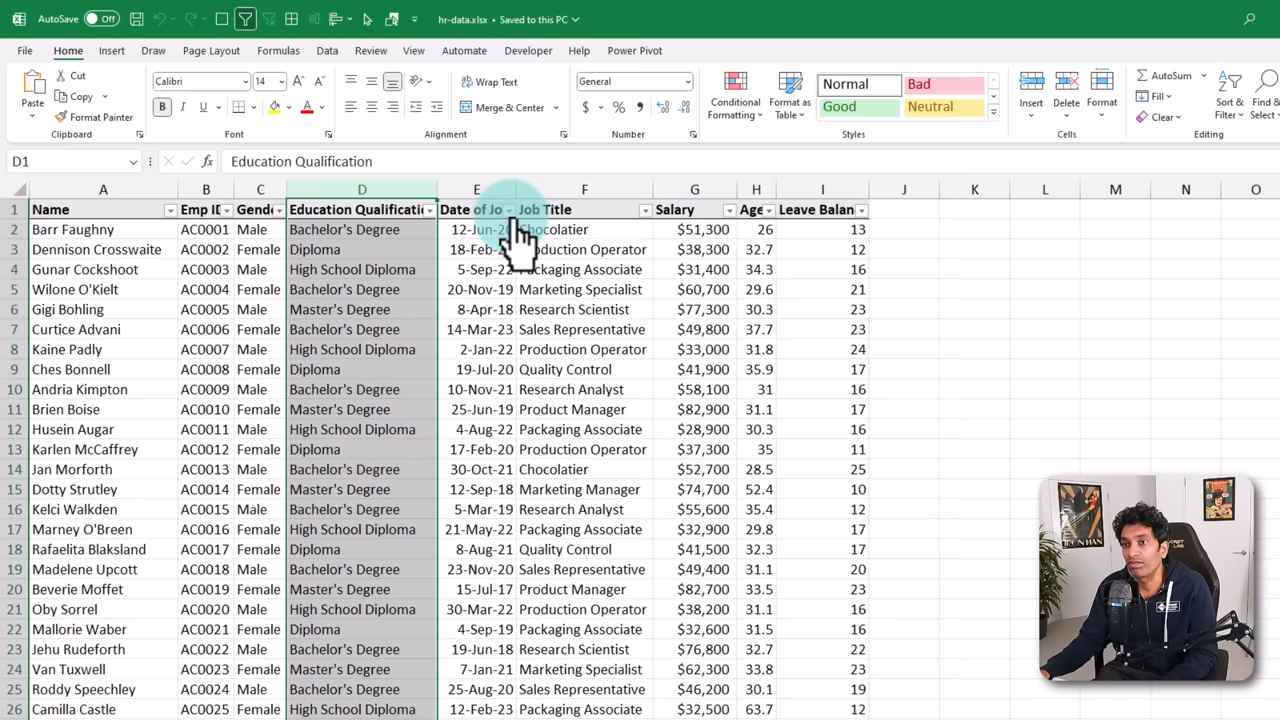 AutoSave Off hr-data.xlsx • Saved to this PC
File Home Insert Draw Page Layout Formulas Data Review View Automate Developer Help Power Pivot
Paste Cut Copy Format Painter
Calibri 14 B I U
Wrap Text Merge & Center
General $ % 9
Conditional Formatting Format as Table
Normal Bad Good Neutral
Insert Delete Format
AutoSum Fill Clear
Sort & Filter Find & Select
Clipboard Font Alignment Number Styles Cells Editing
D1 fx Education Qualification
A B C D E F G H I J K L M N O
1 Name Emp ID Gende Education Qualificatio Date of Jo Job Title Salary Age Leave Balan
2 Barr Faughny AC0001 Male Bachelor's Degree 12-Jun-20 Chocolatier $51,300 26 13
3 Dennison Crosswaite AC0002 Female Diploma 18-Feb-2 Production Operator $38,300 32.7 12
4 Gunar Cockshoot AC0003 Male High School Diploma 5-Sep-22 Packaging Associate $31,400 34.3 16
5 Wilone O'Kielt AC0004 Female Bachelor's Degree 20-Nov-19 Marketing Specialist $60,700 29.6 21
6 Gigi Bohling AC0005 Male Master's Degree 8-Apr-18 Research Scientist $77,300 30.3 23
7 Curtice Advani AC0006 Female Bachelor's Degree 14-Mar-23 Sales Representative $49,800 37.7 23
8 Kaine Padly AC0007 Male High School Diploma 2-Jan-22 Production Operator $33,000 31.8 24
9 Ches Bonnell AC0008 Female Diploma 19-Jul-20 Quality Control $41,900 35.9 17
10 Andria Kimpton AC0009 Male Bachelor's Degree 10-Nov-21 Research Analyst $58,100 31 16
11 Brien Boise AC0010 Female Master's Degree 25-Jun-19 Product Manager $82,900 31.1 17
12 Husein Augar AC0011 Male High School Diploma 4-Aug-22 Packaging Associate $28,900 30.3 16
13 Karlen McCaffrey AC0012 Female Diploma 17-Feb-20 Production Operator $37,300 35 11
14 Jan Morforth AC0013 Male Bachelor's Degree 30-Oct-21 Chocolatier $52,700 28.5 25
15 Dotty Strutley AC0014 Female Master's Degree 12-Sep-18 Marketing Manager $74,700 52.4 10
16 Kelci Walkden AC0015 Male Bachelor's Degree 5-Mar-19 Research Analyst $55,600 35.4 12
17 Marney O'Breen AC0016 Female High School Diploma 21-May-22 Packaging Associate $32,900 29.8 17
18 Rafaelita Blaksland AC0017 Female Diploma 8-Aug-21 Quality Control $41,500 32.3 17
19 Madelene Upcott AC0018 Male Bachelor's Degree 23-Nov-20 Sales Representative $49,400 31.1 20
20 Beverie Moffet AC0019 Male Master's Degree 15-Jul-17 Product Manager $82,700 33.5 23
21 Oby Sorrel AC0020 Male High School Diploma 30-Mar-22 Production Operator $38,200 31.1 16
22 Mallorie Waber AC0021 Female Diploma 4-Sep-19 Packaging Associate $32,600 31.5 16
23 Jehu Rudeforth AC0022 Male Bachelor's Degree 19-Jun-18 Research Scientist $76,800 32.7 22
24 Van Tuxwell AC0023 Female Master's Degree 7-Jan-21 Marketing Specialist $62,300 33.8 23
25 Roddy Speechley AC0024 Male Bachelor's Degree 25-Aug-20 Sales Representative $46,200 30.1 19
26 Camilla Castle AC0025 Female High School Diploma 12-Feb-23 Packaging Associate $32,500 63.7 12